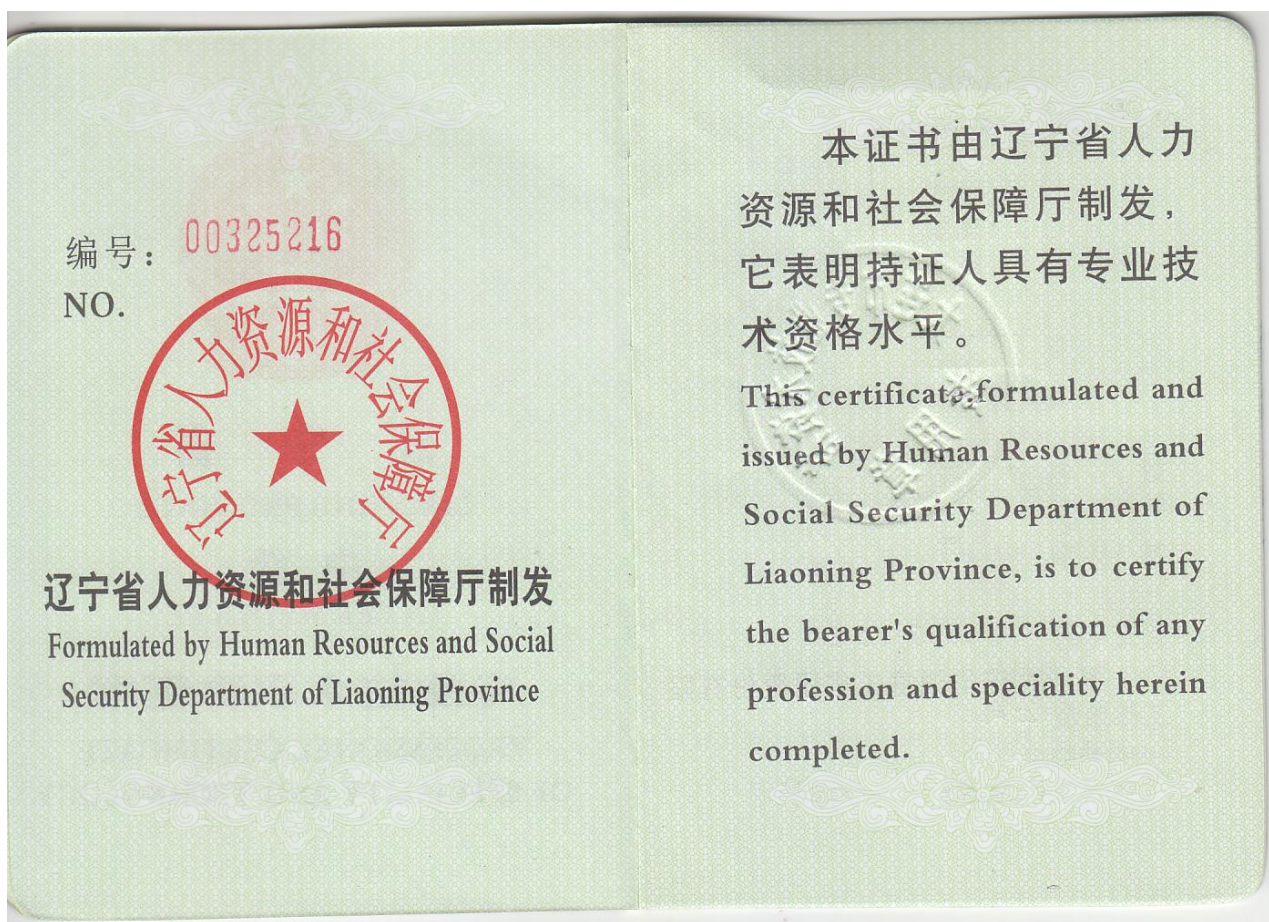 编号： 00325216
NO.
辽宁省人力资源和社会保障厅
辽宁省人力资源和社会保障厅制发
Formulated by Human Resources and Social
Security Department of Liaoning Province
本证书由辽宁省人力
资源和社会保障厅制发，
它表明持证人具有专业技
术资格水平。
This certificate,formulated and
issued by Human Resources and
Social Security Department of
Liaoning Province, is to certify
the bearer's qualification of any
profession and speciality herein
completed.